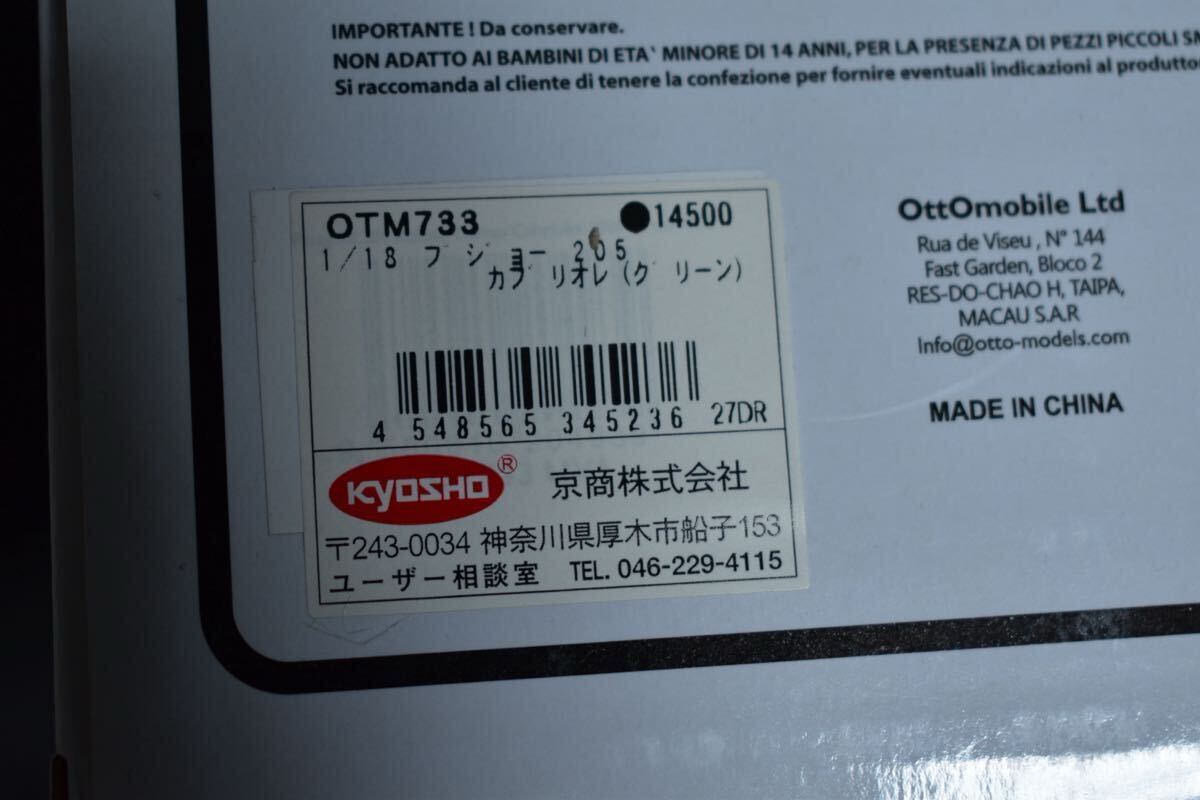 IMPORTANTE ! Da conservare.
NON ADATTO AI BAMBINI DI ETA' MINORE DI 14 ANNI, PER LA PRESENZA DI PEZZI PICCOLI
Si raccomanda al cliente di tenere la confezione per fornire eventuali indicazioni al
OTM733 ●14500
1/18 プジョー 205
カブリオレ(グリーン)
4 548565 345236 27DR
KYOSHO® 京商株式会社
〒243-0034 神奈川県厚木市船子153
ユーザー相談室 TEL. 046-229-4115
OttOmobile Ltd
Rua de Viseu , N° 144
Fast Garden, Bloco 2
RES-DO-CHAO H, TAIPA,
MACAU S.A.R
Info@otto-models.com
MADE IN CHINA